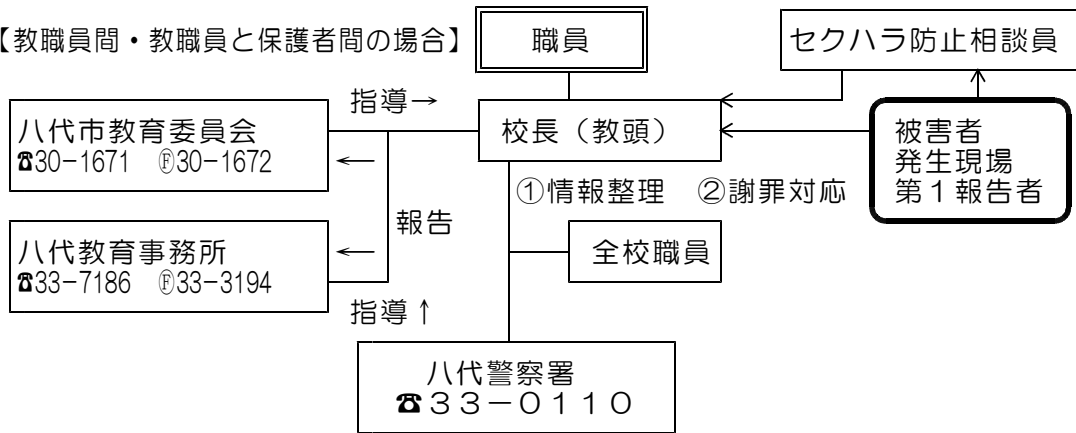 【教職員間・教職員と保護者間の場合】
職員
セクハラ防止相談員
指導→
八代市教育委員会
☎30-1671 Ⓕ30-1672
←
校長（教頭）
被害者
発生現場
第１報告者
①情報整理 ②謝罪対応
報告
八代教育事務所
☎33-7186 Ⓕ33-3194
←
全校職員
指導↑
八代警察署
☎３３－０１１０